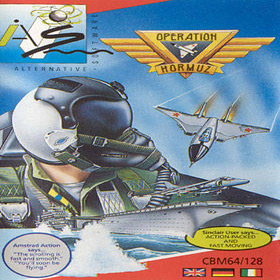 AS
ALTERNATIVE
SOFTWARE
OPERATION
HORMUZ
Amstrad Action
says...
"The scrolling is
fast and smooth".
"You'd soon be
flying".
Sinclair User says...
ACTION-PACKED
AND
FAST MOVING
CBM64/128